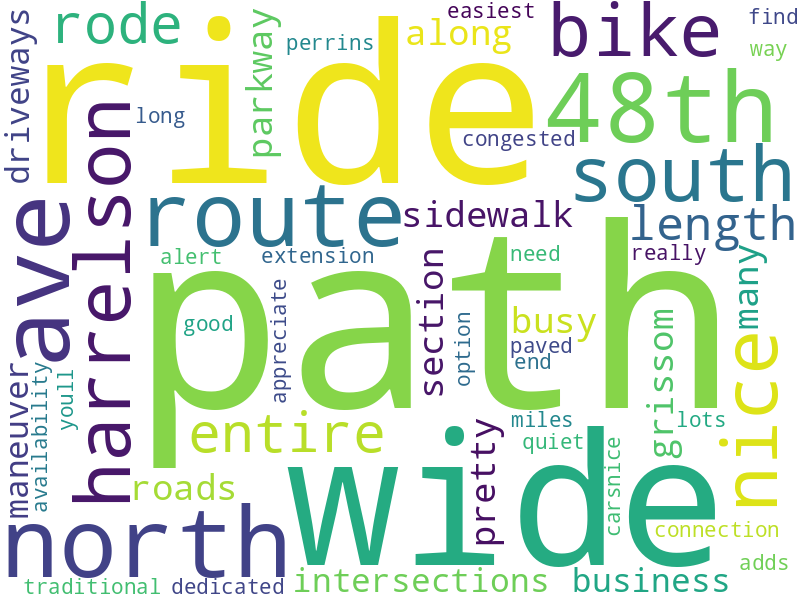 easiest
find
rode
along
bike
way
perrins
parkway
driveways
ride
long
48th
congested
harrelson
south
route
sidewalk
length
ave
alert
extension
need
really
path
section
many
appreciate
good
option
busy
paved
end
nice
grissom
maneuver
availability
youll
entire
pretty
miles
lots
quiet
wide
carsnice
roads
north
connection
adds
traditional
dedicated
intersections
business